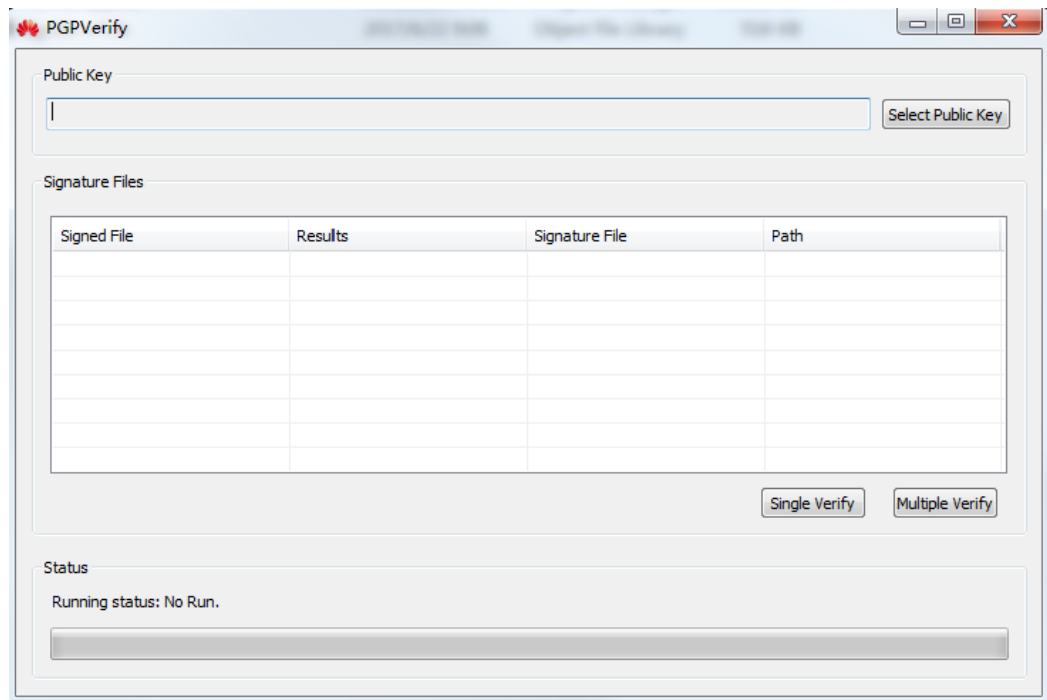 PGPVerify
Public Key
Select Public Key
Signature Files
Signed File Results Signature File Path
Single Verify Multiple Verify
Status
Running status: No Run.